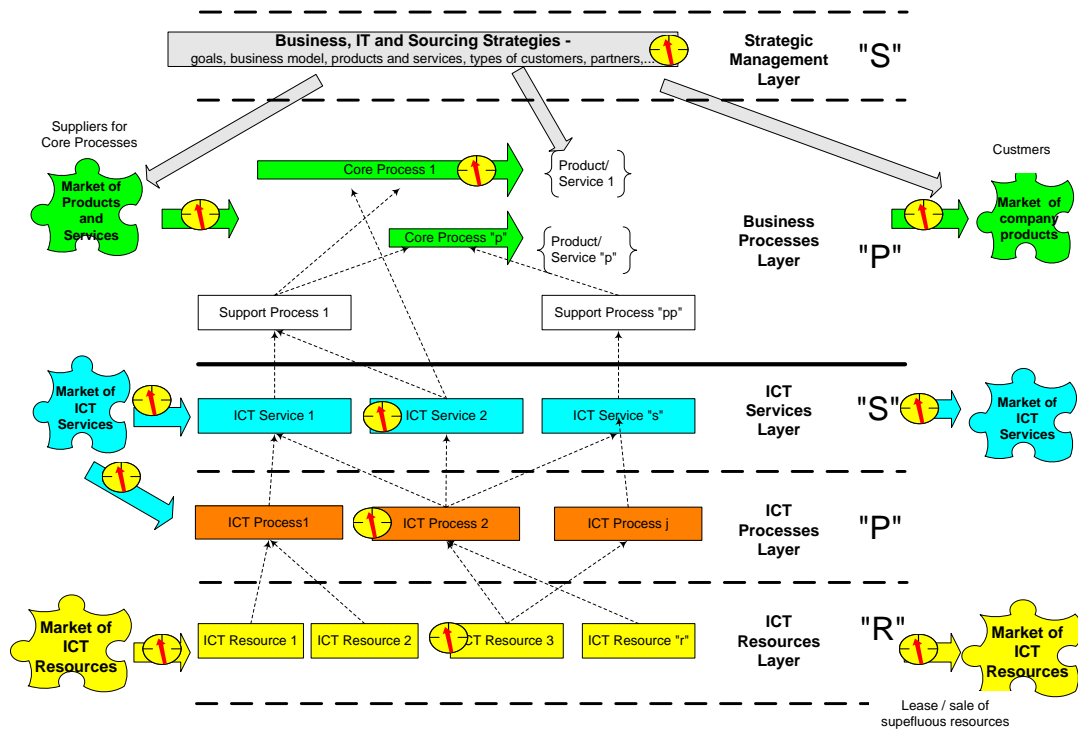 Business, IT and Sourcing Strategies -
goals, business model, products and services, types of customers, partners,...
Strategic
Management
Layer
"S"
Suppliers for
Core Processes
Market of
Products
and
Services
Core Process 1
Product/
Service 1
Core Process "p"
Product/
Service "p"
Business
Processes
Layer
"P"
Custmers
Market of
company
products
Support Process 1
Support Process "pp"
Market of
ICT
Services
ICT Service 1
ICT Service 2
ICT Service "s"
ICT
Services
Layer
"S"
Market of
ICT
Services
ICT Process1
ICT Process 2
ICT Process j
ICT
Processes
Layer
"P"
Market of
ICT
Resources
ICT Resource 1
ICT Resource 2
ICT Resource 3
ICT Resource "r"
ICT
Resources
Layer
"R"
Market of
ICT
Resources
Lease / sale of
supefluous resources